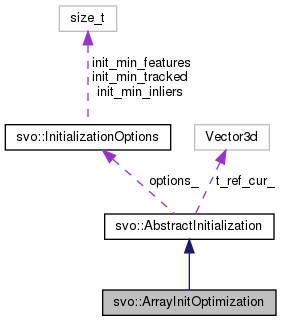 size_t
init_min_features
init_min_tracked
init_min_inliers
svo::InitializationOptions
Vector3d
options_
t_ref_cur_
svo::AbstractInitialization
svo::ArrayInitOptimization